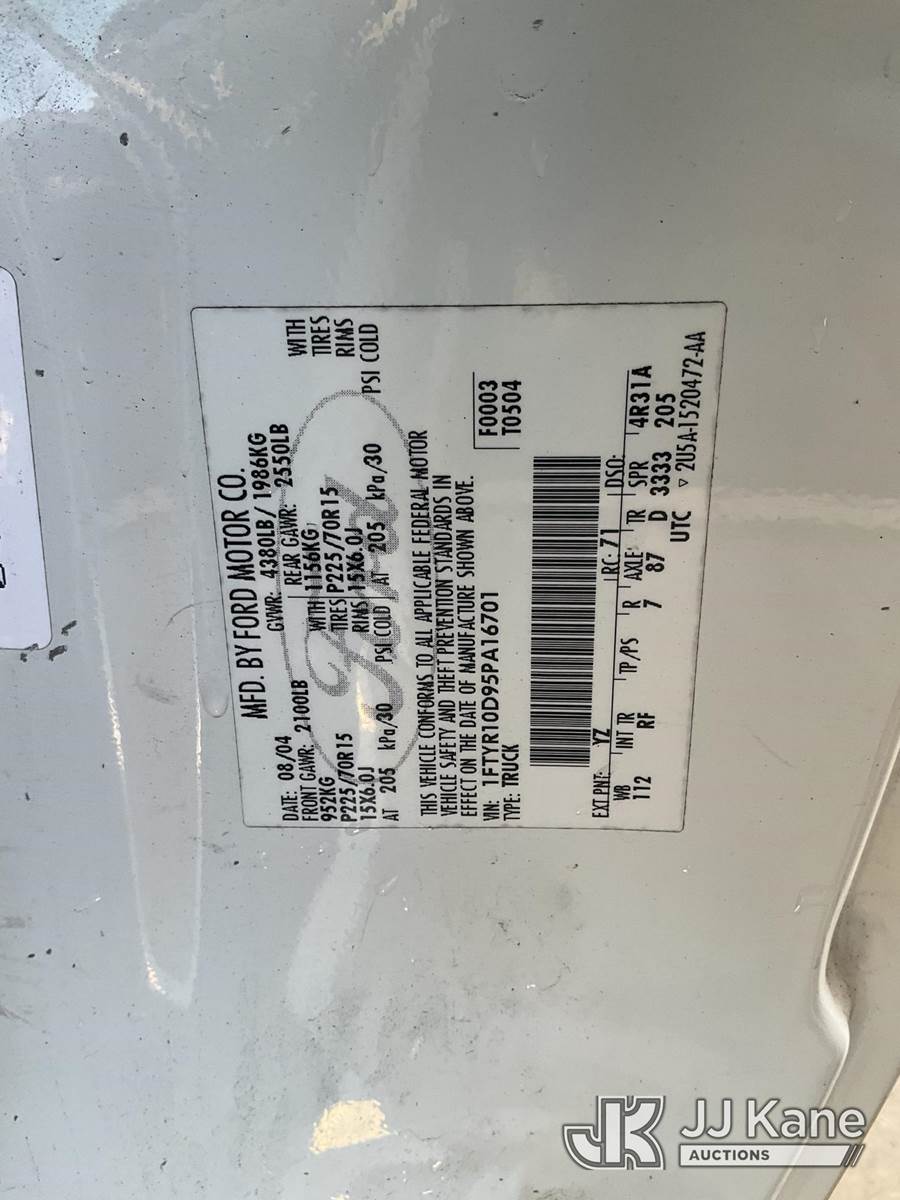 MFD. BY FORD MOTOR CO.
DATE: 08/04 GVWR: 4380LB/ 1986KG
FRONT GAWR: 2100LB REAR GAWR: 2550LB
952KG WITH 1156KG WITH
P225/70R15 TIRES P225/70R15 TIRES
15X6.0J RIMS 15X6.0J RIMS
AT 205 kPa/30 PSI COLD AT 205 kPa/30 PSI COLD
Ford
THIS VEHICLE CONFORMS TO ALL APPLICABLE FEDERAL MOTOR
VEHICLE SAFETY AND THEFT PREVENTION STANDARDS IN
EFFECT ON THE DATE OF MANUFACTURE SHOWN ABOVE.
VIN: 1FTYR10D95PA16701 F0003
TYPE: TRUCK T0504
EXT PNT: YZ RC: 71 DSO:
WB INT TR TP/PS R AXLE TR SPR 4R31A
112 RF 7 87 D 3333 205
UTC ▽ 2U5A-1520472-AA
JK JJ Kane
AUCTIONS